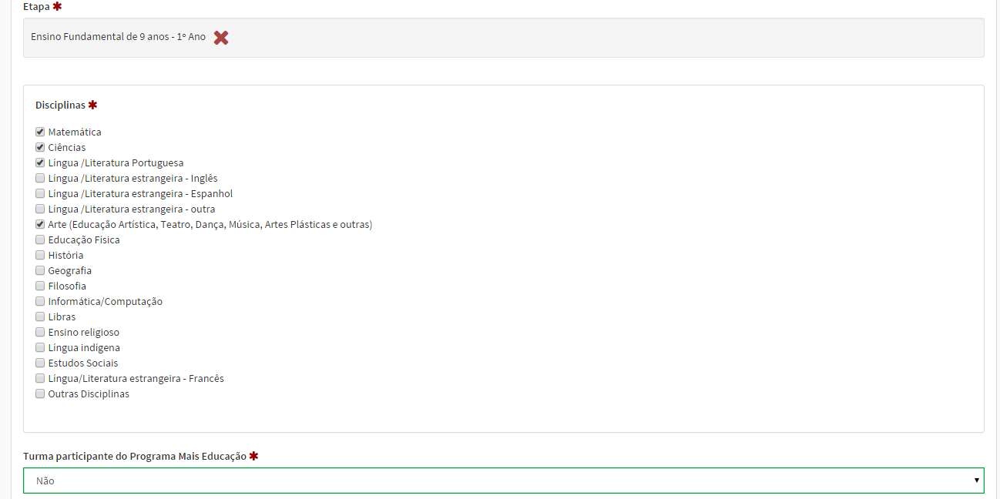 Etapa ✱
Ensino Fundamental de 9 anos - 1º Ano
Disciplinas ✱
Matemática
Ciências
Língua /Literatura Portuguesa
Língua /Literatura estrangeira - Inglês
Língua /Literatura estrangeira - Espanhol
Língua /Literatura estrangeira - outra
Arte (Educação Artística, Teatro, Dança, Música, Artes Plásticas e outras)
Educação Física
História
Geografia
Filosofia
Informática/Computação
Libras
Ensino religioso
Língua indígena
Estudos Sociais
Língua/Literatura estrangeira - Francês
Outras Disciplinas
Turma participante do Programa Mais Educação ✱
Não